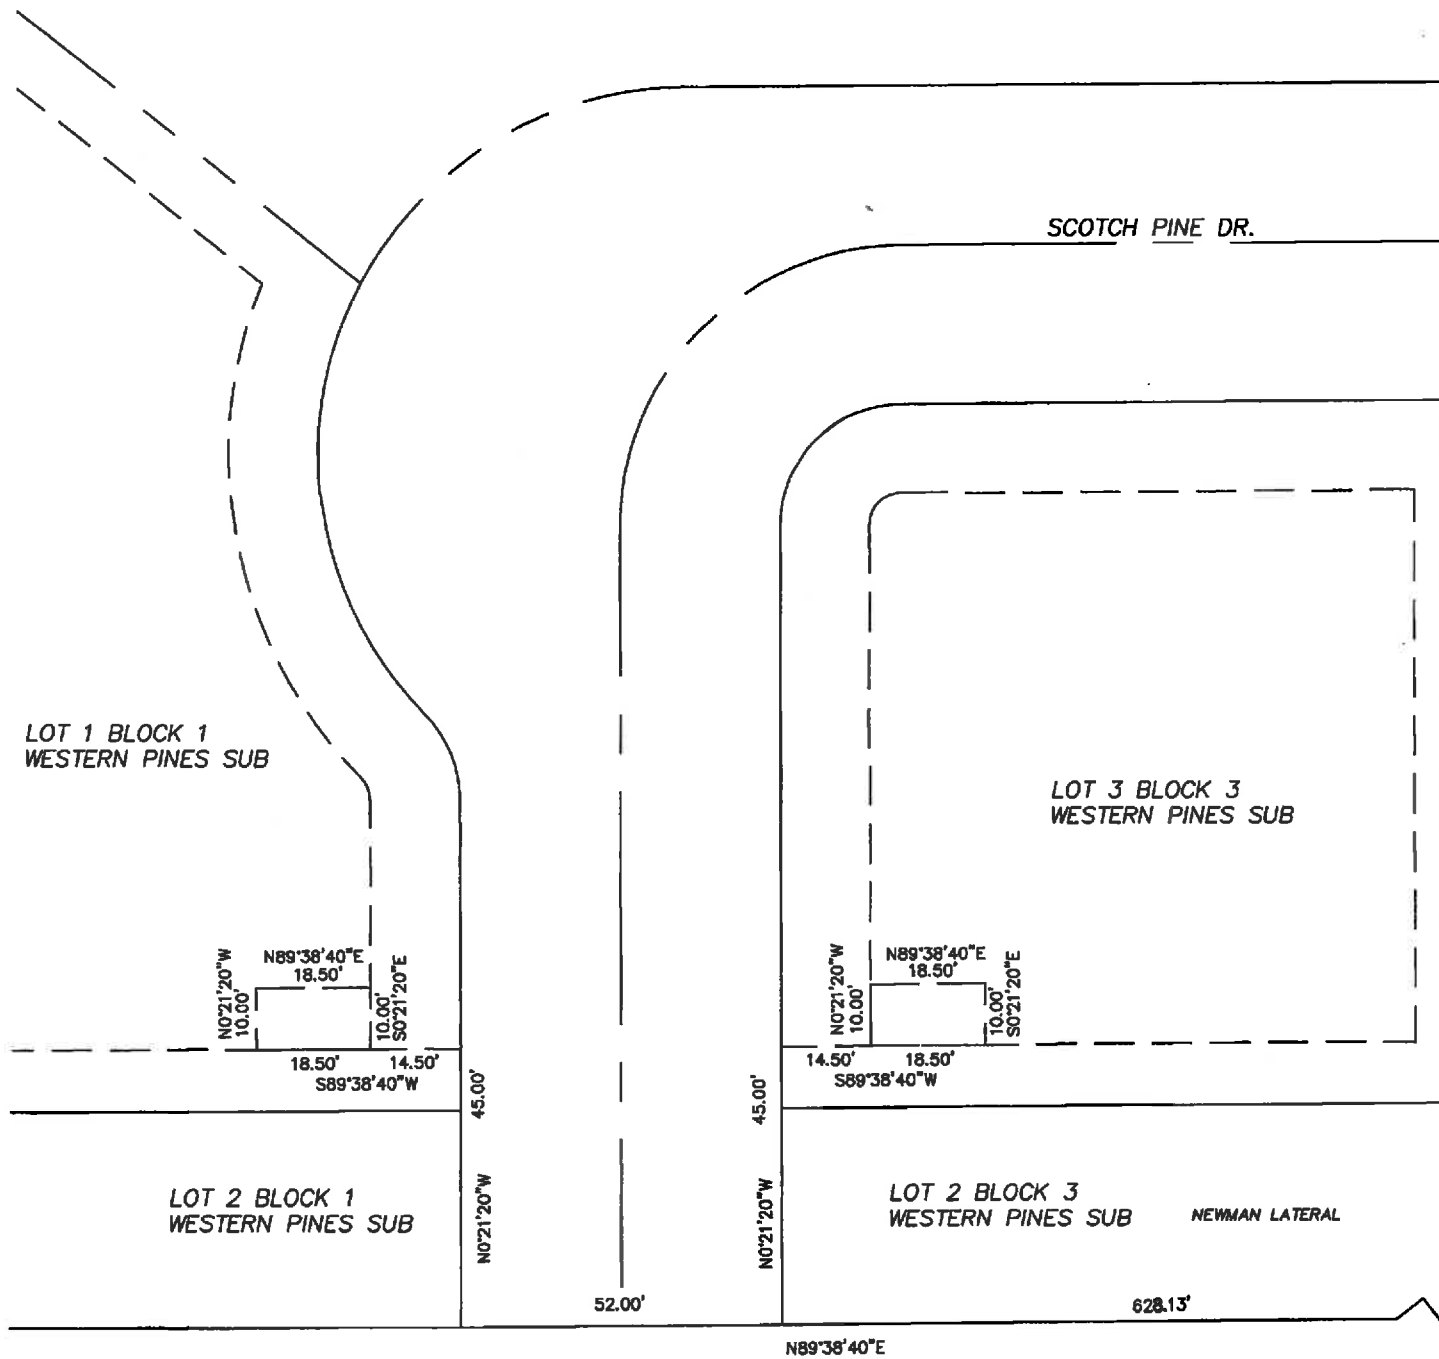 SCOTCH PINE DR.
LOT 1 BLOCK 1
WESTERN PINES SUB
LOT 3 BLOCK 3
WESTERN PINES SUB
N0°21'20"W
10.00'
N89°38'40"E
18.50'
10.00'
S0°21'20"E
18.50'
14.50'
S89°38'40"W
N0°21'20"W
10.00'
N89°38'40"E
18.50'
10.00'
S0°21'20"E
14.50'
18.50'
S89°38'40"W
45.00'
N0°21'20"W
45.00'
N0°21'20"W
LOT 2 BLOCK 1
WESTERN PINES SUB
LOT 2 BLOCK 3
WESTERN PINES SUB
NEWMAN LATERAL
52.00'
628.13'
N89°38'40"E